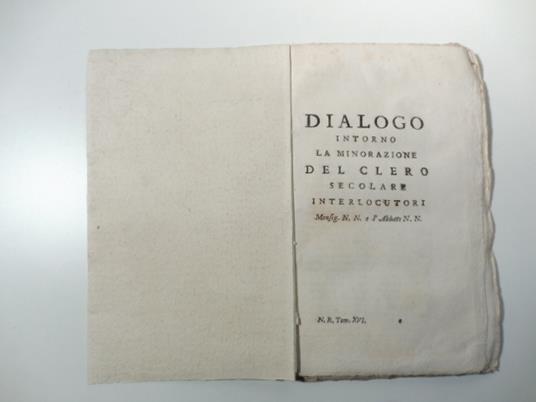 DIALOGO
INTORNO
LA MINORAZIONE
DEL CLERO
SECOLARE
INTERLOCUTORI
Monsig. N. N. e l' Abbate N. N.
N. R. Tom. XVI.